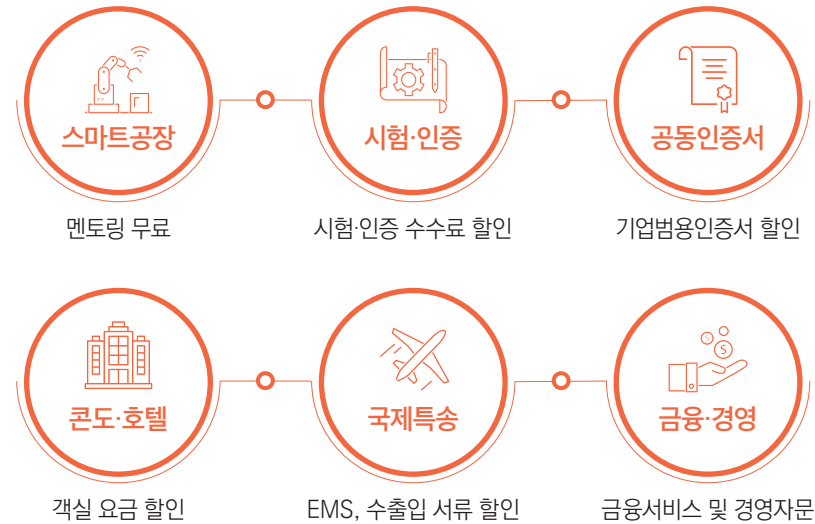 스마트공장
시험·인증
공동인증서
멘토링 무료
시험·인증 수수료 할인
기업범용인증서 할인
콘도·호텔
국제특송
금융·경영
객실 요금 할인
EMS, 수출입 서류 할인
금융서비스 및 경영자문